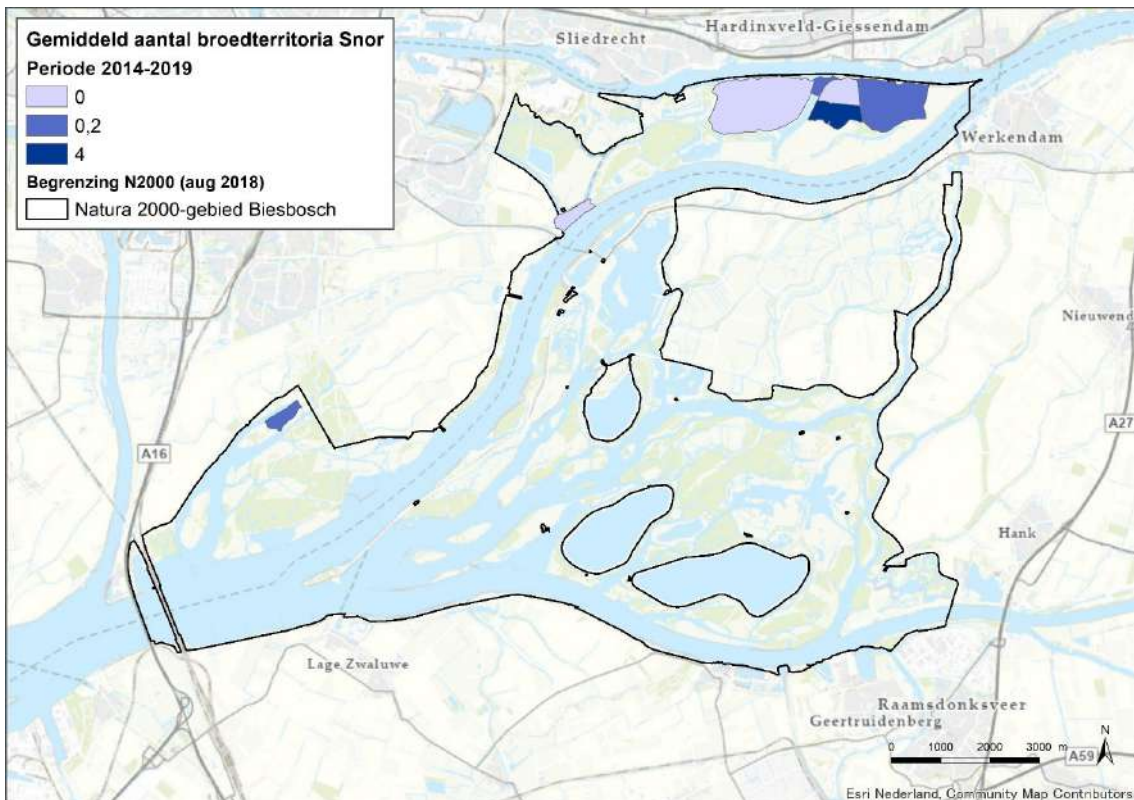 Gemiddeld aantal broedterritoria Snor
Periode 2014-2019
0
0,2
4
Begrenzing N2000 (aug 2018)
Natura 2000-gebied Biesbosch
Hardinxveld-Giessendam
Sliedrecht
Werkendam
Nieuwend
A27
A16
Hank
Lage Zwaluwe
Raamsdonksveer
Geertruidenberg
N
0 1000 2000 3000 m
A59
Esri Nederland, Community Map Contributors